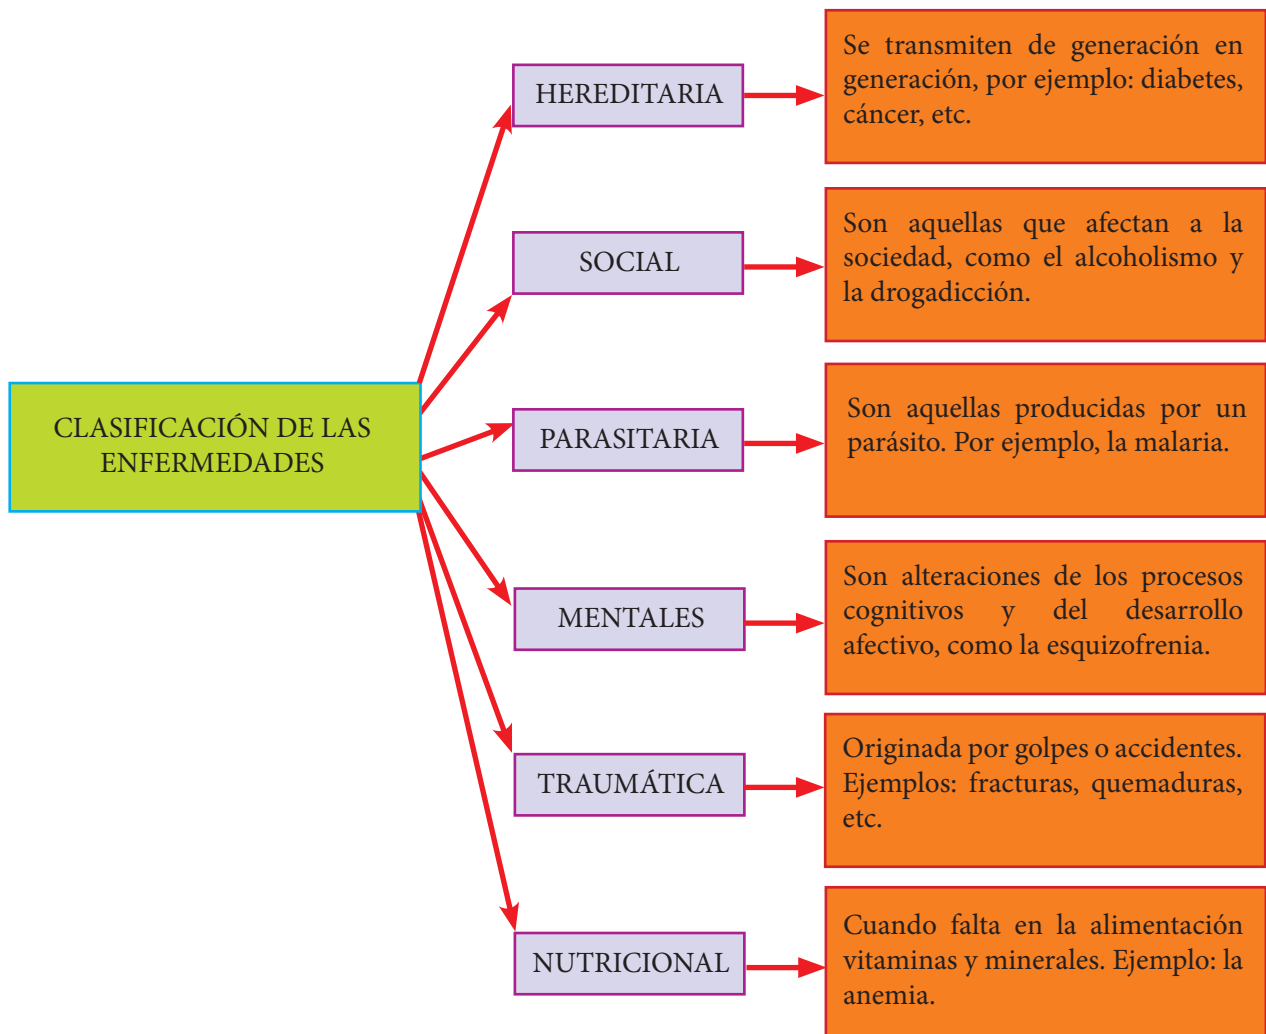 CLASIFICACIÓN DE LAS
ENFERMEDADES
HEREDITARIA
Se transmiten de generación en
generación, por ejemplo: diabetes,
cáncer, etc.
SOCIAL
Son aquellas que afectan a la
sociedad, como el alcoholismo y
la drogadicción.
PARASITARIA
Son aquellas producidas por un
parásito. Por ejemplo, la malaria.
MENTALES
Son alteraciones de los procesos
cognitivos y del desarrollo
afectivo, como la esquizofrenia.
TRAUMÁTICA
Originada por golpes o accidentes.
Ejemplos: fracturas, quemaduras,
etc.
NUTRICIONAL
Cuando falta en la alimentación
vitaminas y minerales. Ejemplo: la
anemia.